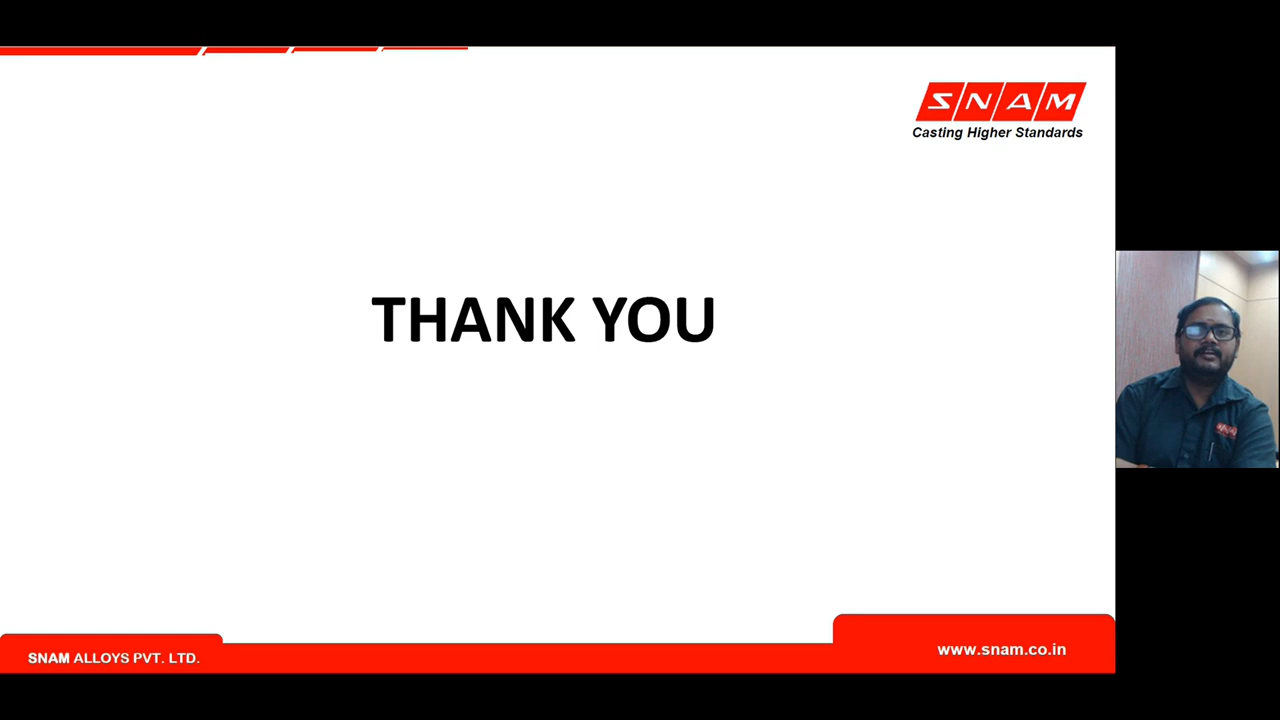 SNAM
Casting Higher Standards
THANK YOU
SNAM ALLOYS PVT. LTD.
www.snam.co.in